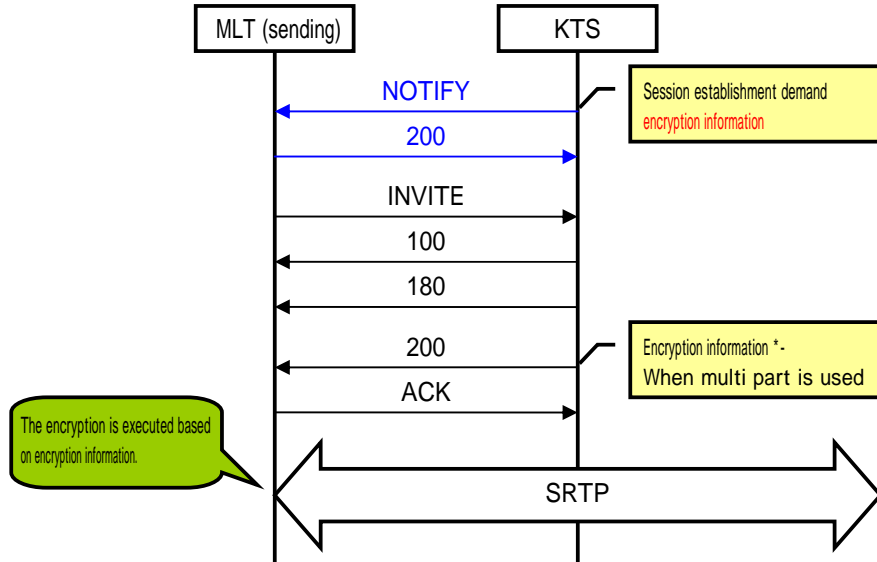 MLT (sending)
KTS
NOTIFY
Session establishment demand
encryption information
200
INVITE
100
180
200
Encryption information *-
When multi part is used
ACK
The encryption is executed based
on encryption information.
SRTP